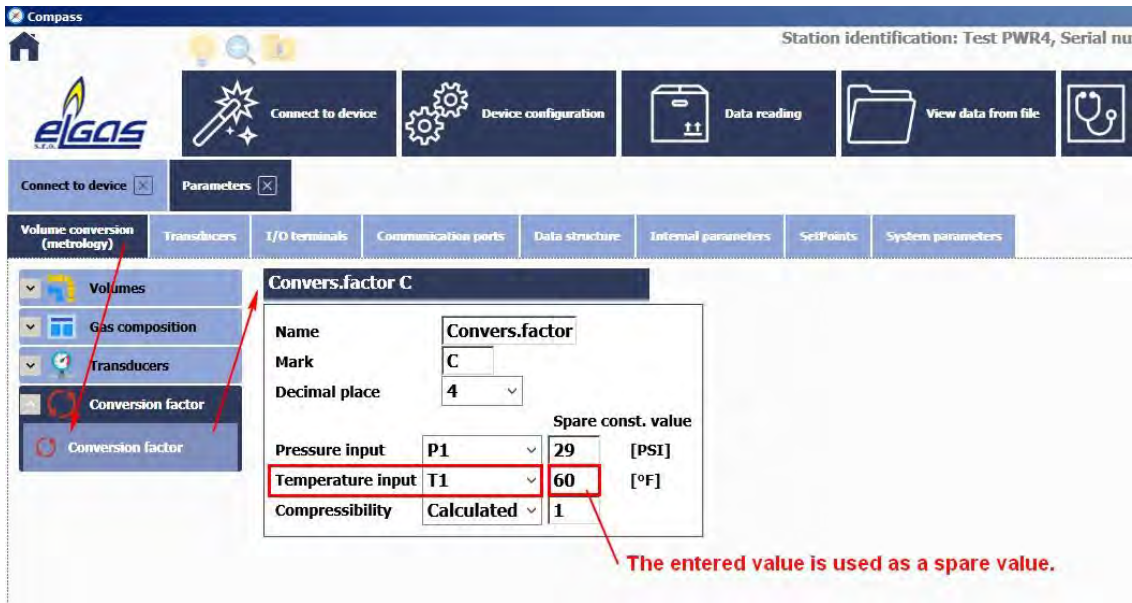 Compass
Station identification: Test PWR4, Serial nu
elgas
s.r.o.
Connect to device
Device configuration
Data reading
View data from file
Connect to device
Parameters
Volume conversion
(metrology)
Transducers
I/O terminals
Communication ports
Data structure
Internal parameters
SetPoints
System parameters
Volumes
Gas composition
Transducers
Conversion factor
Conversion factor
Convers.factor C
Name Convers.factor
Mark C
Decimal place 4
Spare const. value
Pressure input P1 29 [PSI]
Temperature input T1 60 [°F]
Compressibility Calculated 1
The entered value is used as a spare value.